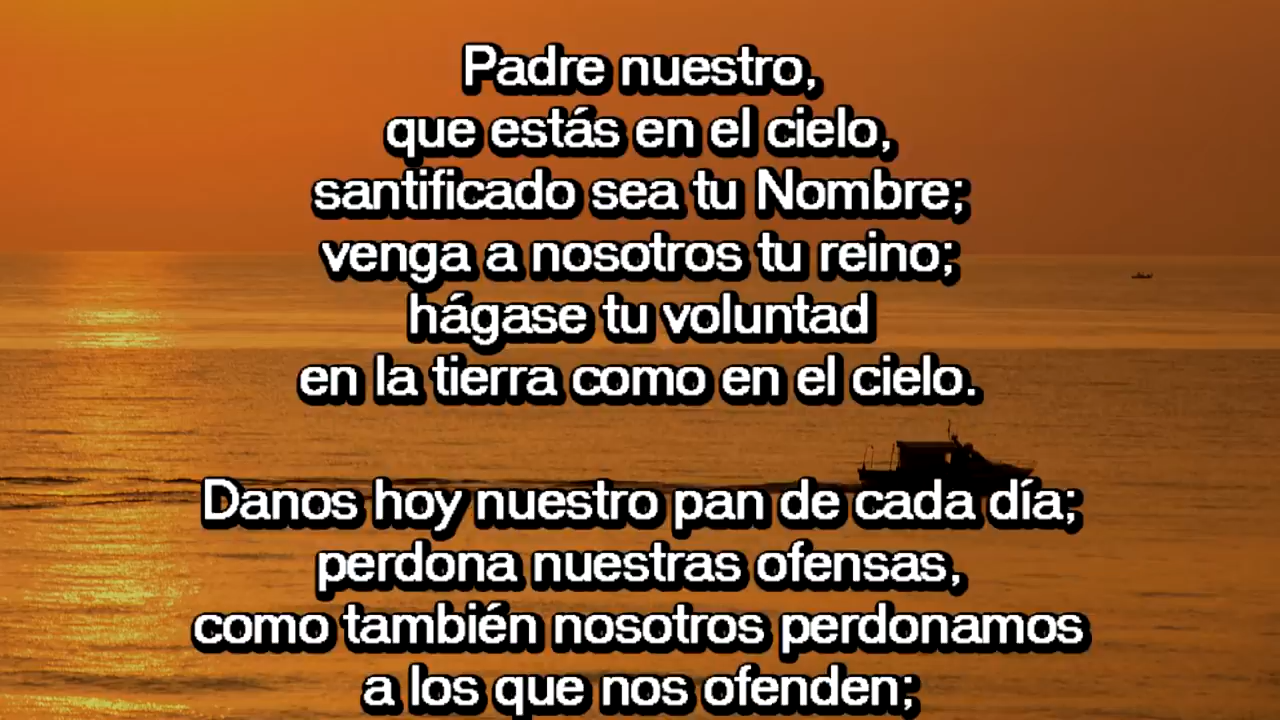 Padre nuestro,
que estás en el cielo,
santificado sea tu Nombre;
venga a nosotros tu reino;
hágase tu voluntad
en la tierra como en el cielo.
Danos hoy nuestro pan de cada día;
perdona nuestras ofensas,
como también nosotros perdonamos
a los que nos ofenden;